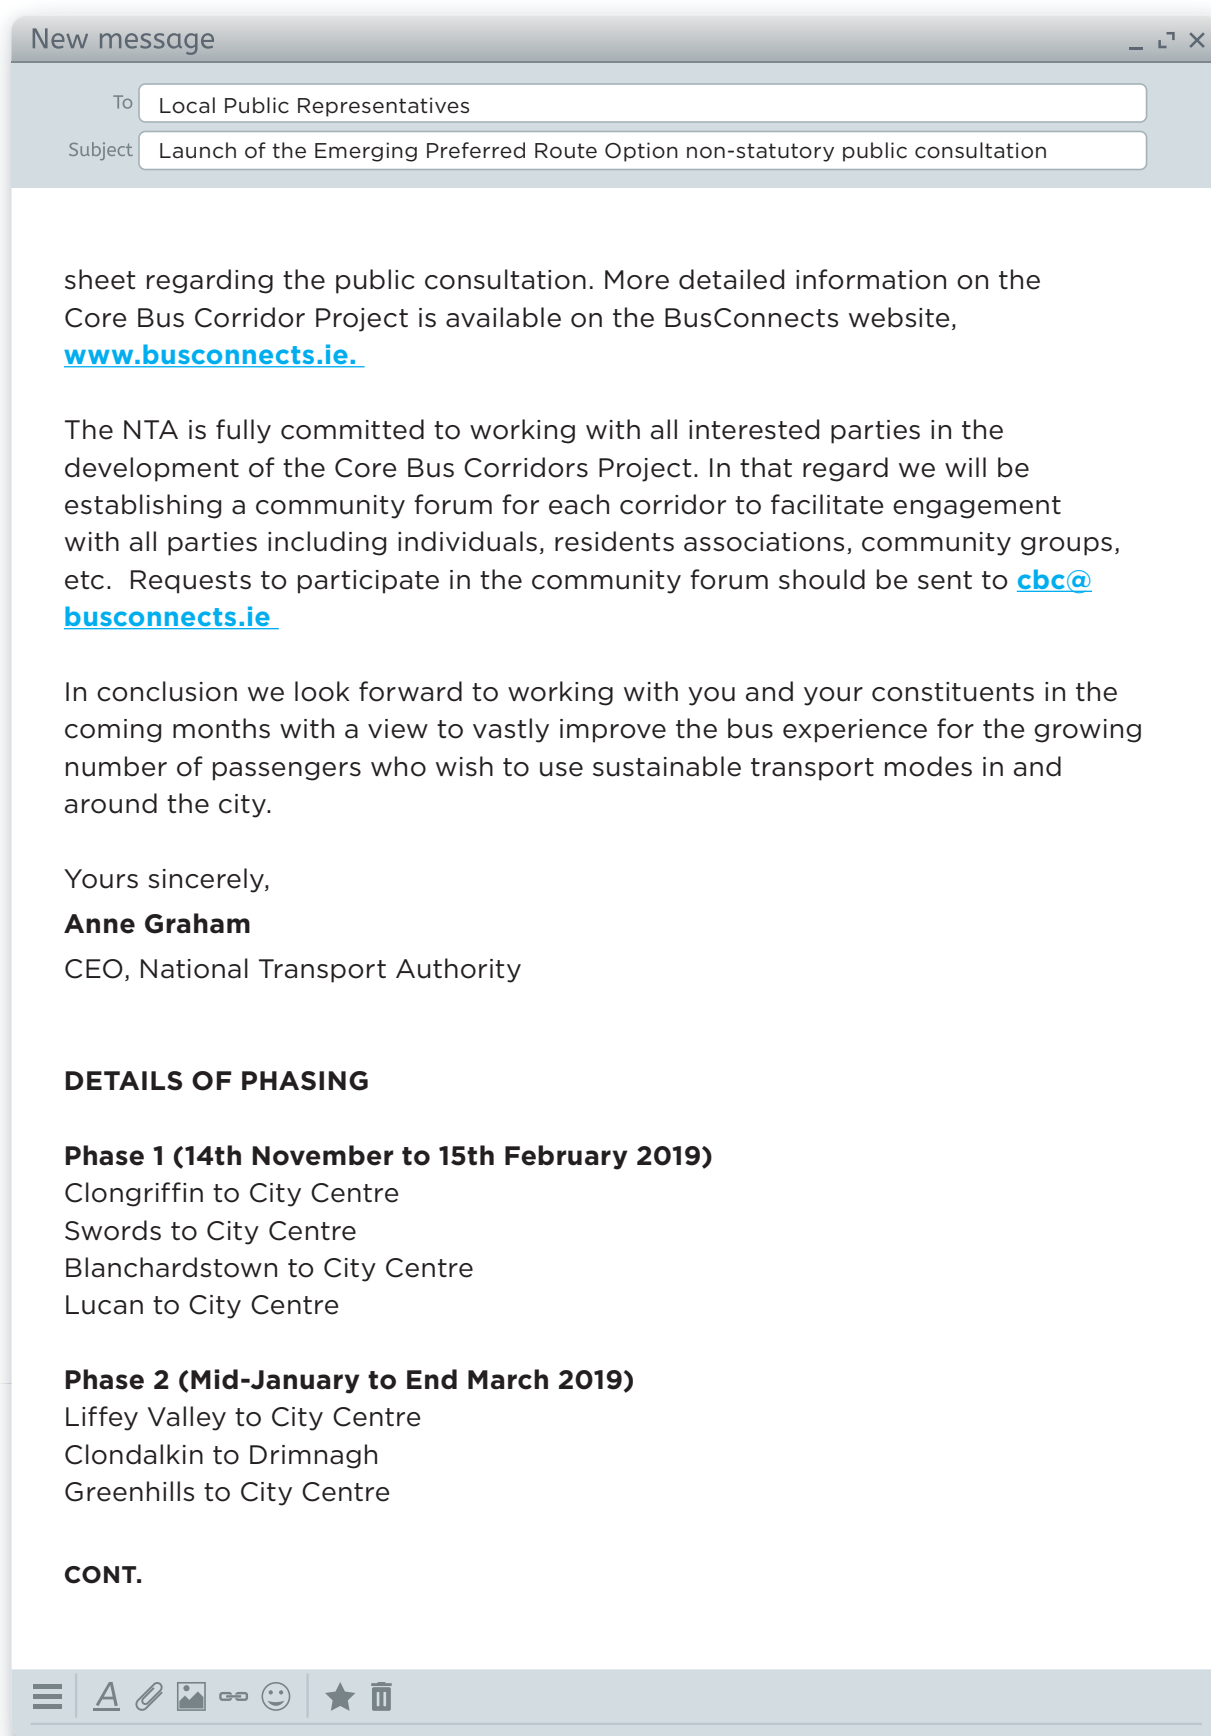 New message
To Local Public Representatives
Subject Launch of the Emerging Preferred Route Option non-statutory public consultation
sheet regarding the public consultation. More detailed information on the
Core Bus Corridor Project is available on the BusConnects website,
www.busconnects.ie.
The NTA is fully committed to working with all interested parties in the
development of the Core Bus Corridors Project. In that regard we will be
establishing a community forum for each corridor to facilitate engagement
with all parties including individuals, residents associations, community groups,
etc.  Requests to participate in the community forum should be sent to cbc@
busconnects.ie
In conclusion we look forward to working with you and your constituents in the
coming months with a view to vastly improve the bus experience for the growing
number of passengers who wish to use sustainable transport modes in and
around the city.
Yours sincerely,
Anne Graham
CEO, National Transport Authority
DETAILS OF PHASING
Phase 1 (14th November to 15th February 2019)
Clongriffin to City Centre
Swords to City Centre
Blanchardstown to City Centre
Lucan to City Centre
Phase 2 (Mid-January to End March 2019)
Liffey Valley to City Centre
Clondalkin to Drimnagh
Greenhills to City Centre
CONT.
A